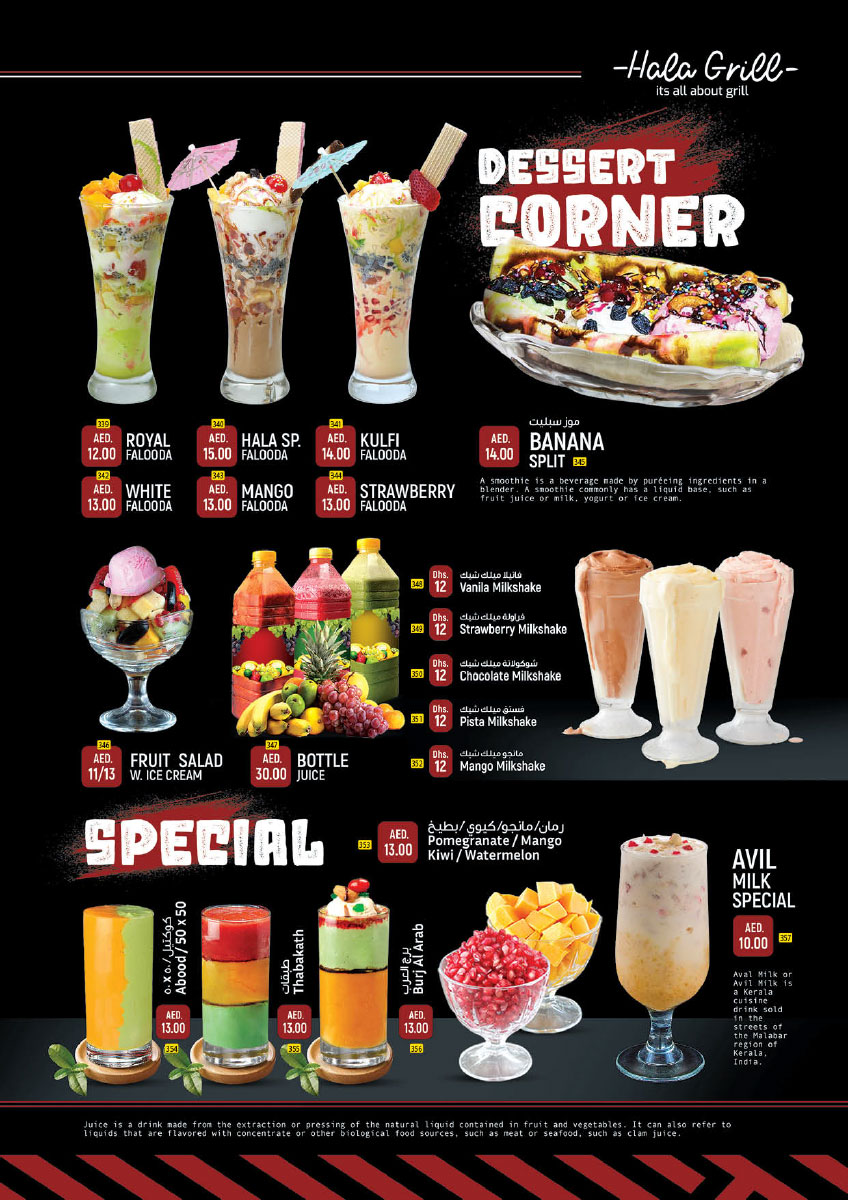 -Hala Grill-
its all about grill
DESSERT
CORNER
339
AED.
12.00
ROYAL
FALOODA
340
AED.
15.00
HALA SP.
FALOODA
341
AED.
14.00
KULFI
FALOODA
342
AED.
13.00
WHITE
FALOODA
343
AED.
13.00
MANGO
FALOODA
344
AED.
13.00
STRAWBERRY
FALOODA
AED.
14.00
موز سبليت
BANANA
SPLIT 345
A smoothie is a beverage made by puréeing ingredients in a
blender. A smoothie commonly has a liquid base, such as
fruit juice or milk, yogurt or ice cream.
346
AED.
11/13
FRUIT SALAD
W. ICE CREAM
347
AED.
30.00
BOTTLE
JUICE
348
Dhs.
12
فانيلا ميلك شيك
Vanila Milkshake
349
Dhs.
12
فراولة ميلك شيك
Strawberry Milkshake
350
Dhs.
12
شوكولاتة ميلك شيك
Chocolate Milkshake
351
Dhs.
12
فستق ميلك شيك
Pista Milkshake
352
Dhs.
12
مانجو ميلك شيك
Mango Milkshake
SPECIAL
353
AED.
13.00
رمان/مانجو/كيوي/بطيخ
Pomegranate / Mango
Kiwi / Watermelon
كوكتيل/٥٠x٥٠
Abood / 50 x 50
AED.
13.00
354
طبقات
Thabakath
AED.
13.00
355
برج العرب
Burj Al Arab
AED.
13.00
356
AVIL
MILK
SPECIAL
AED.
10.00
357
Aval Milk or
Avil Milk is
a Kerala
cuisine
drink sold
in the
streets of
the Malabar
region of
Kerala,
India.
Juice is a drink made from the extraction or pressing of the natural liquid contained in fruit and vegetables. It can also refer to
liquids that are flavored with concentrate or other biological food sources, such as meat or seafood, such as clam juice.